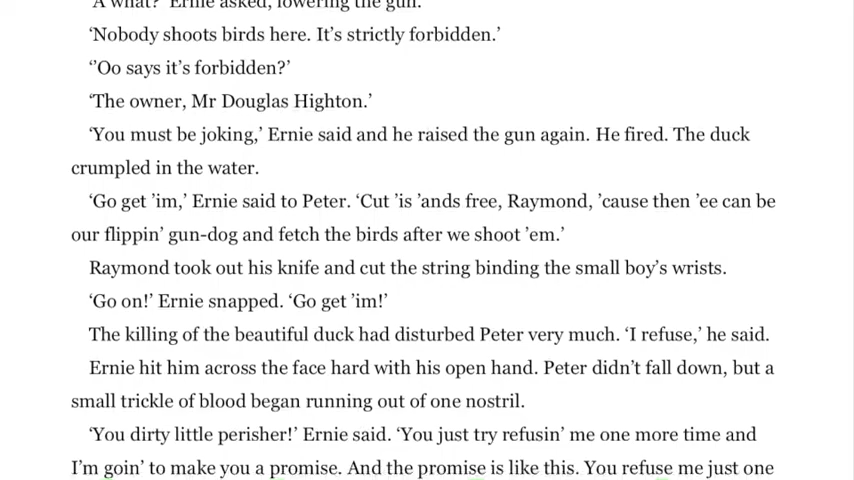 ‘A what?’ Ernie asked, lowering the gun.
‘Nobody shoots birds here. It’s strictly forbidden.’
‘’Oo says it’s forbidden?’
‘The owner, Mr Douglas Highton.’
‘You must be joking,’ Ernie said and he raised the gun again. He fired. The duck
crumpled in the water.
‘Go get ’im,’ Ernie said to Peter. ‘Cut ’is ’ands free, Raymond, ’cause then ’ee can be
our flippin’ gun-dog and fetch the birds after we shoot ’em.’
Raymond took out his knife and cut the string binding the small boy’s wrists.
‘Go on!’ Ernie snapped. ‘Go get ’im!’
The killing of the beautiful duck had disturbed Peter very much. ‘I refuse,’ he said.
Ernie hit him across the face hard with his open hand. Peter didn’t fall down, but a
small trickle of blood began running out of one nostril.
‘You dirty little perisher!’ Ernie said. ‘You just try refusin’ me one more time and
I’m goin’ to make you a promise. And the promise is like this. You refuse me just one